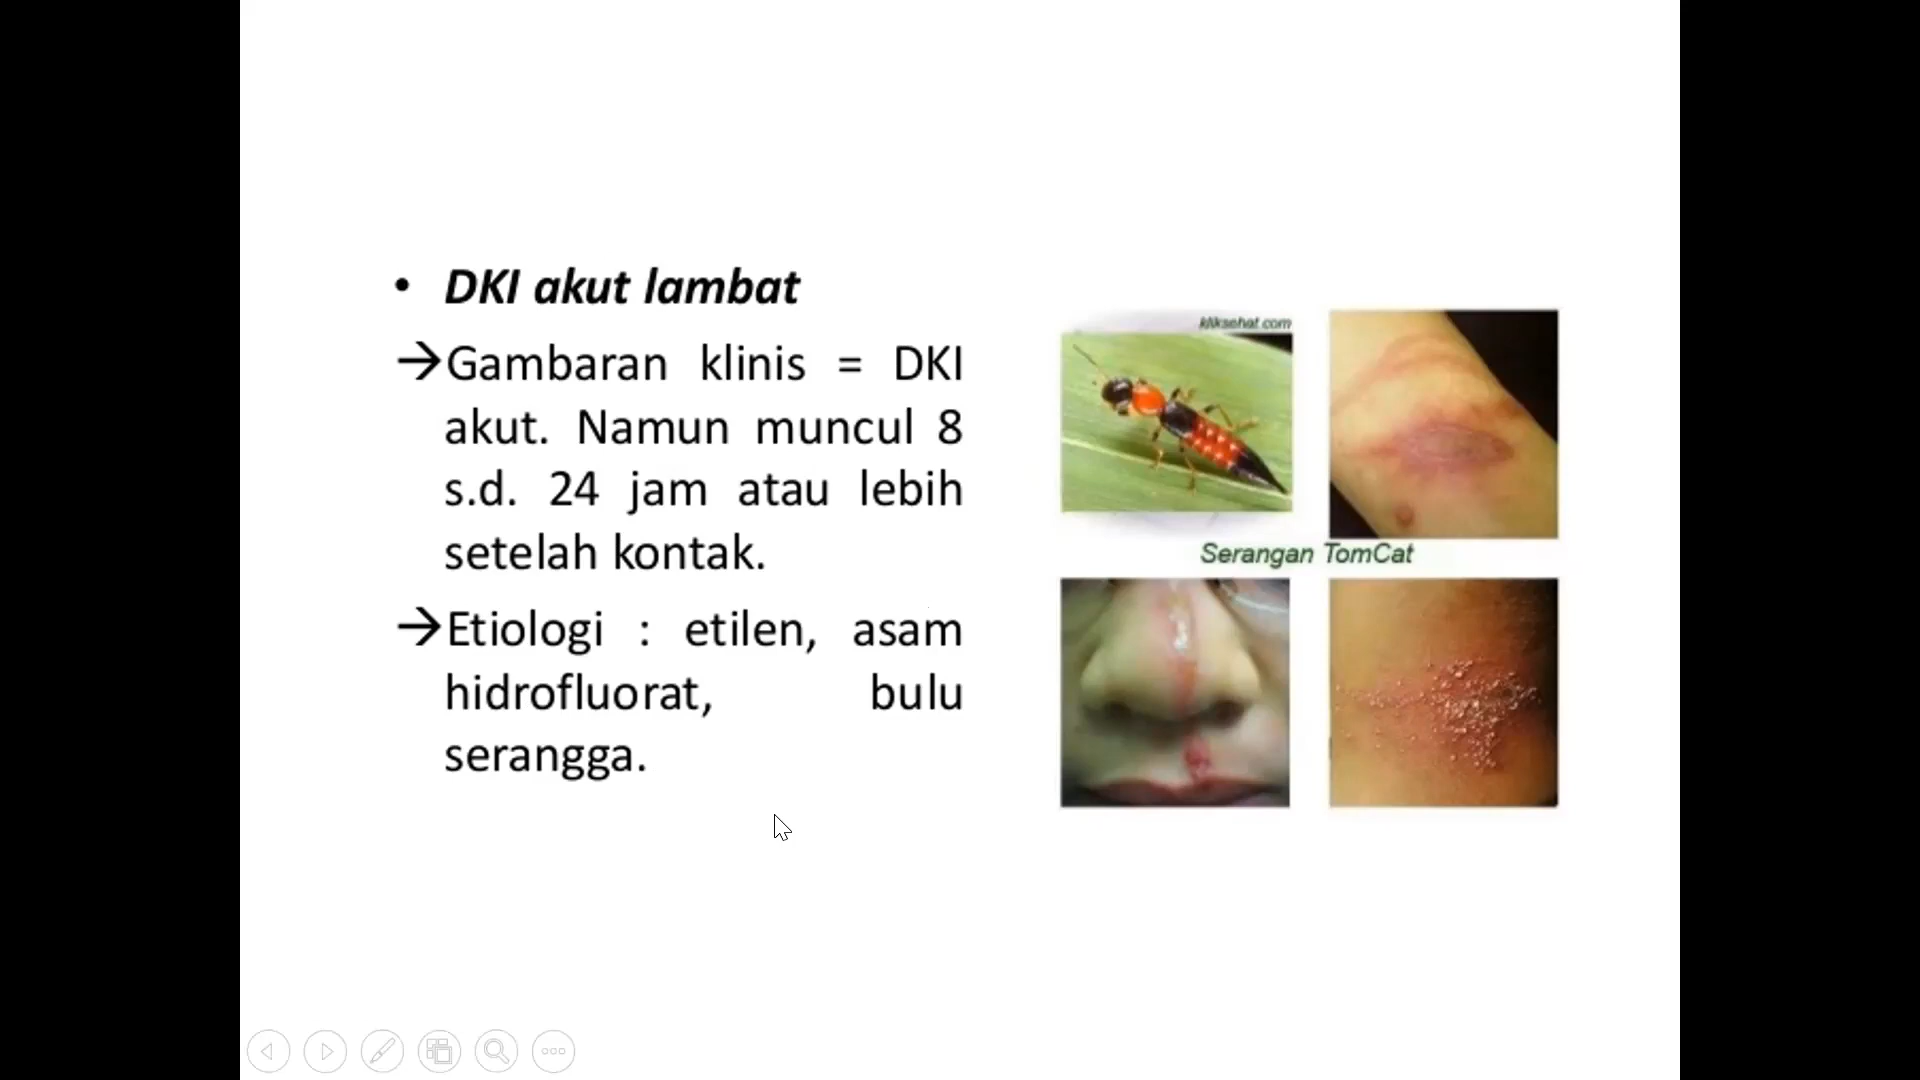 • DKI akut lambat
→Gambaran klinis = DKI
akut. Namun muncul 8
s.d. 24 jam atau lebih
setelah kontak.
→Etiologi : etilen, asam
hidrofluorat, bulu
serangga.
kliksehat.com
Serangan TomCat